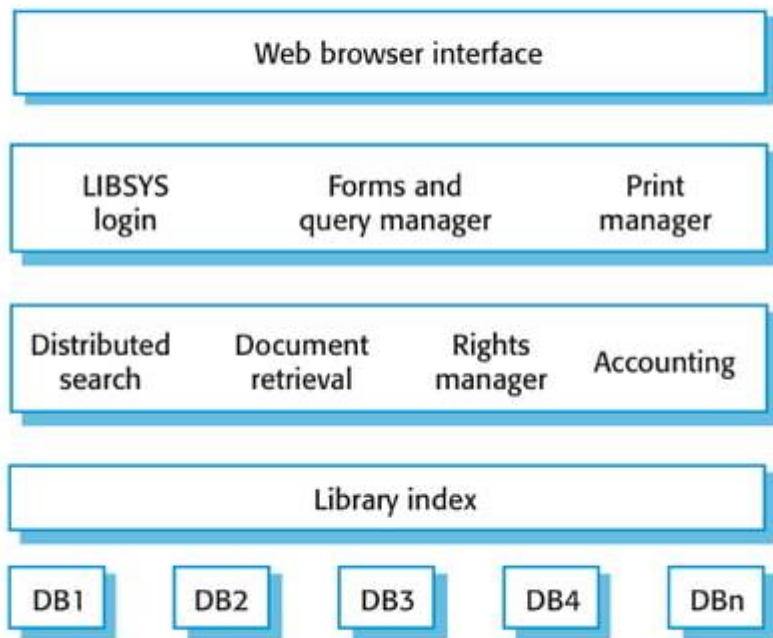 Web browser interface
LIBSYS login
Forms and query manager
Print manager
Distributed search
Document retrieval
Rights manager
Accounting
Library index
DB1
DB2
DB3
DB4
DBn